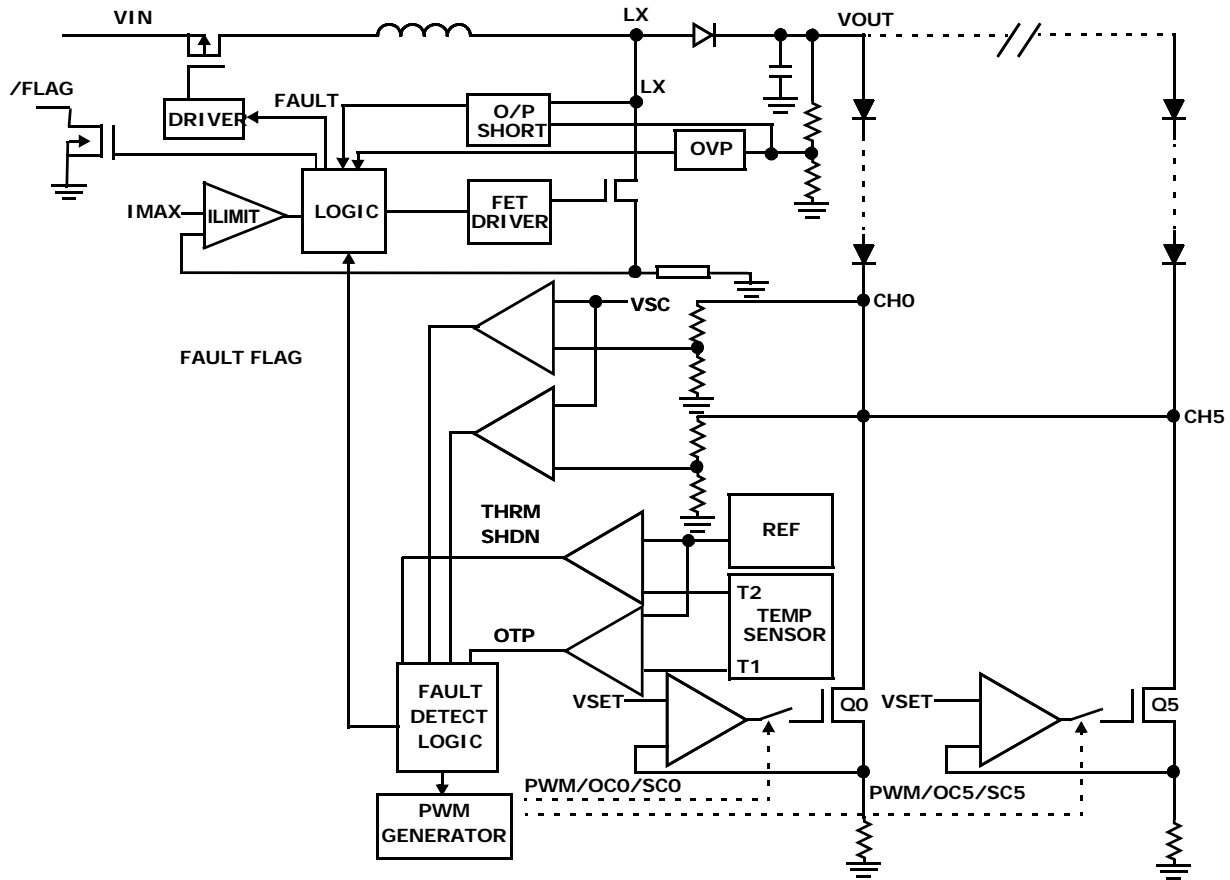 VIN
LX
VOUT
/FLAG
DRIVER
FAULT
O/P
SHORT
LX
OVP
IMAX
ILIMIT
LOGIC
FET
DRIVER
VSC
CH0
FAULT FLAG
CH5
THRM
SHDN
REF
T2
TEMP
SENSOR
T1
OTP
FAULT
DETECT
LOGIC
VSET
Q0
VSET
Q5
PWM/OC0/SC0
PWM/OC5/SC5
PWM
GENERATOR